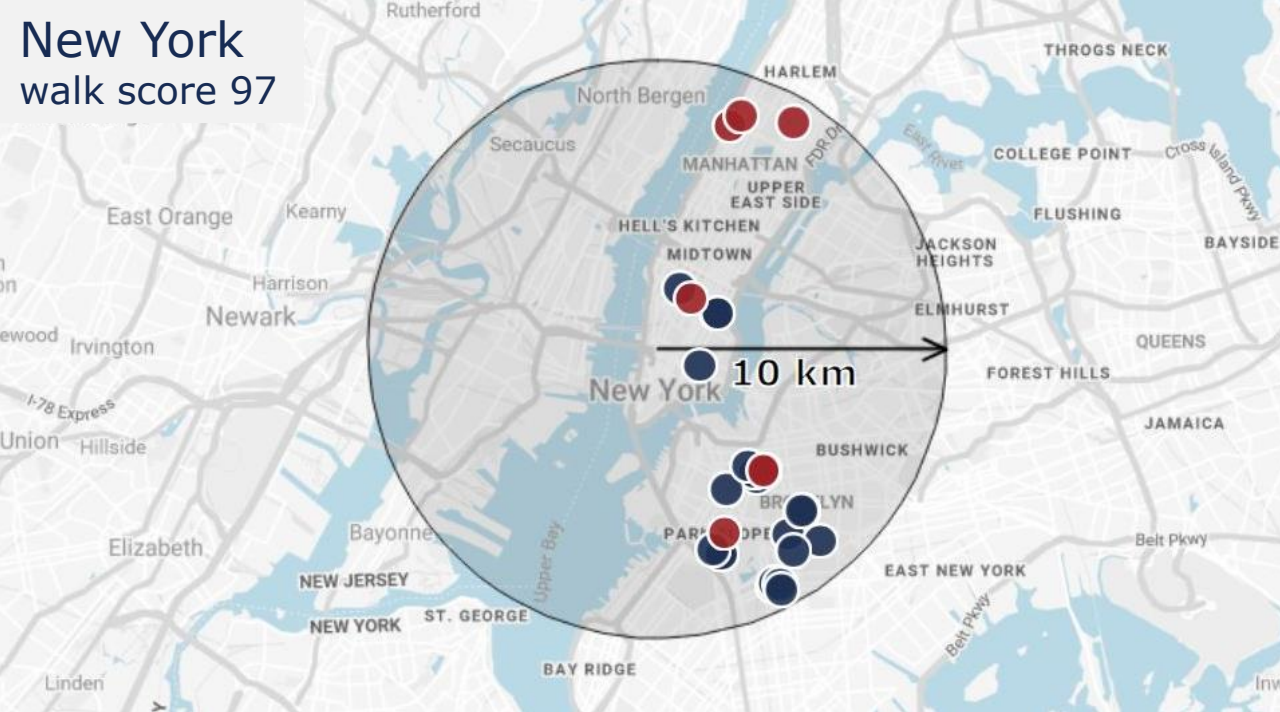 New York
walk score 97
Rutherford
THROGS NECK
HARLEM
North Bergen
Secaucus
FDR Dr
East River
COLLEGE POINT
Cross Island Pkwy
MANHATTAN
UPPER
EAST SIDE
East Orange
Kearny
FLUSHING
HELL'S KITCHEN
JACKSON
HEIGHTS
BAYSIDE
MIDTOWN
Harrison
Newark
ELMHURST
Irvington
QUEENS
10 km
FOREST HILLS
New York
I-78 Express
JAMAICA
Union
Hillside
BUSHWICK
Bayonne
Elizabeth
Upper Bay
Belt Pkwy
NEW JERSEY
EAST NEW YORK
ST. GEORGE
NEW YORK
Belt Pkwy
BAY RIDGE
Linden